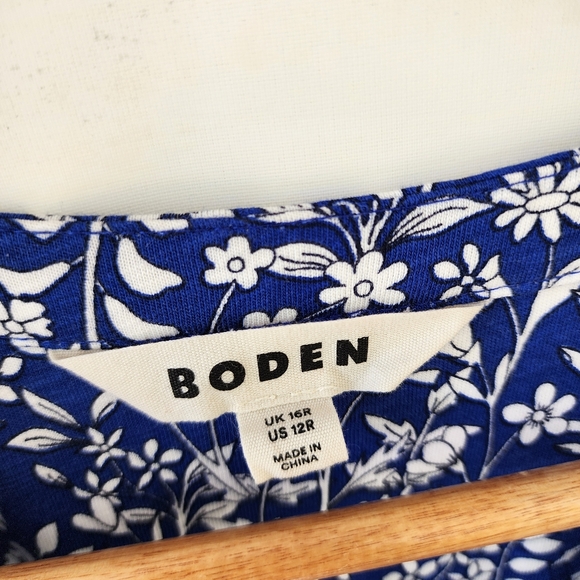 BODEN
UK 16R
US 12R
MADE IN
CHINA